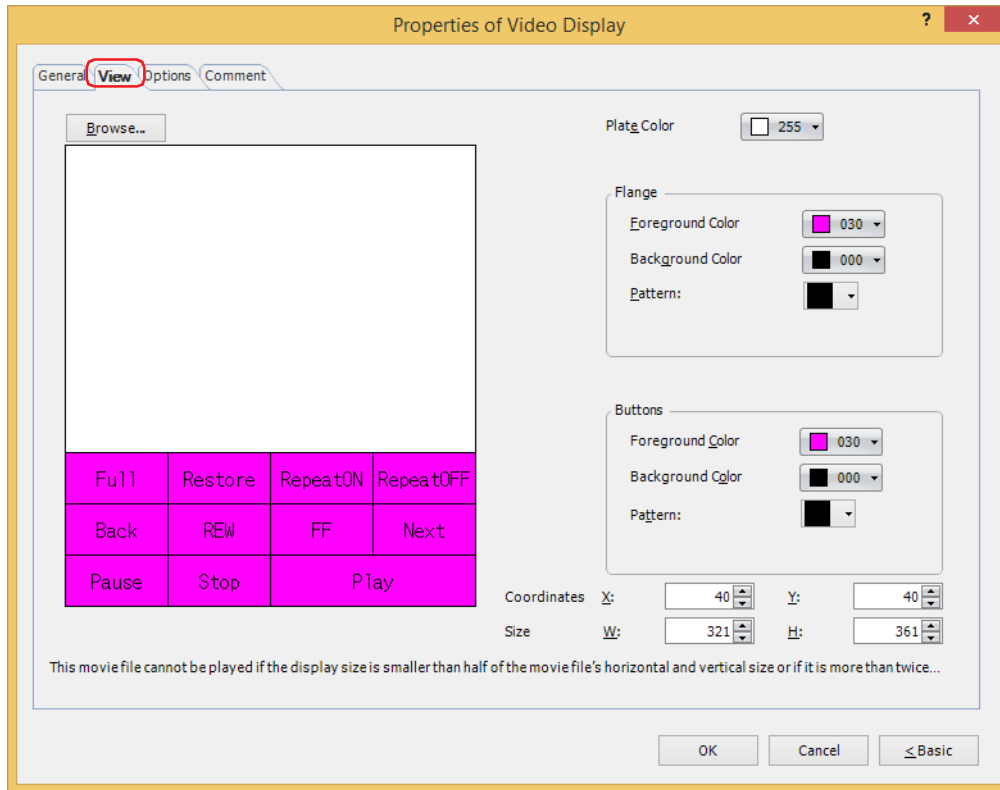 Properties of Video Display
?
General View Options Comment
Browse...
Plate Color 255
Flange
Foreground Color 030
Background Color 000
Pattern:
Buttons
Foreground Color 030
Background Color 000
Pattern:
Full Restore RepeatON RepeatOFF
Back REW FF Next
Pause Stop Play
Coordinates X: 40 Y: 40
Size W: 321 H: 361
This movie file cannot be played if the display size is smaller than half of the movie file's horizontal and vertical size or if it is more than twice...
OK Cancel < Basic